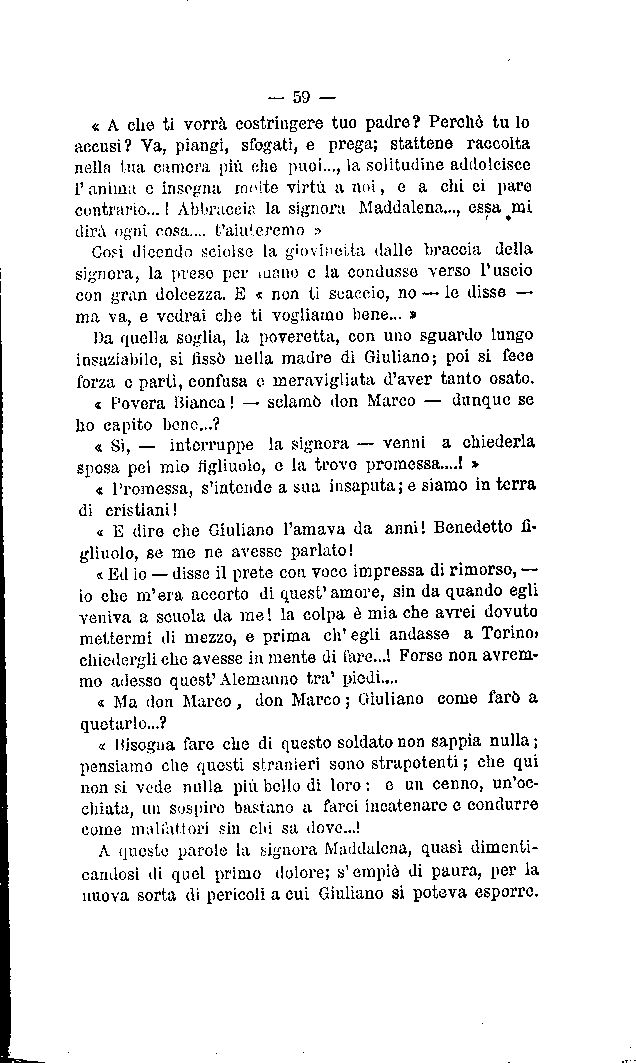 — 59 —
« A che ti vorrà costringere tuo padre? Perchè tu lo
accusi? Va, piangi, sfogati, e prega; stattene raccolta
nella tua camera più che puoi..., la solitudine addolcisce
l'anima e insegna molte virtù a noi, e a chi ci pare
contrario...! Abbraccia la signora Maddalena..., essa mi
dirà ogni cosa.... t'aiuteremo »
Così dicendo sciolse la giovinetta dalle braccia della
signora, la prese per mano e la condusse verso l'uscio
con gran dolcezza. E « non ti scaccio, no — le disse —
ma va, e vedrai che ti vogliamo bene... »
Da quella soglia, la poveretta, con uno sguardo lungo
insaziabile, si fissò nella madre di Giuliano; poi si fece
forza e partì, confusa e meravigliata d'aver tanto osato.
« Povera Bianca! — sclamò don Marco — dunque se
ho capito bene...?
« Sì, — interruppe la signora — venni a chiederla
sposa pel mio figliuolo, e la trovo promessa....! »
« Promessa, s'intende a sua insaputa; e siamo in terra
di cristiani!
« E dire che Giuliano l'amava da anni! Benedetto fi-
gliuolo, se me ne avesse parlato!
« Ed io — disse il prete con voce impressa di rimorso, —
io che m'era accorto di quest'amore, sin da quando egli
veniva a scuola da me! la colpa è mia che avrei dovuto
mettermi di mezzo, e prima ch'egli andasse a Torino,
chiedergli che avesse in mente di fare...! Forse non avrem-
mo adesso quest'Alemanno tra' piedi....
« Ma don Marco, don Marco; Giuliano come farò a
quetarlo...?
« Bisogna fare che di questo soldato non sappia nulla;
pensiamo che questi stranieri sono strapotenti; che qui
non si vede nulla più bello di loro: e un cenno, un'oc-
chiata, un sospiro bastano a farci incatenare e condurre
come malfattori sin chi sa dove...!
A queste parole la signora Maddalena, quasi dimenti-
candosi di quel primo dolore; s'empiè di paura, per la
nuova sorta di pericoli a cui Giuliano si poteva esporre.